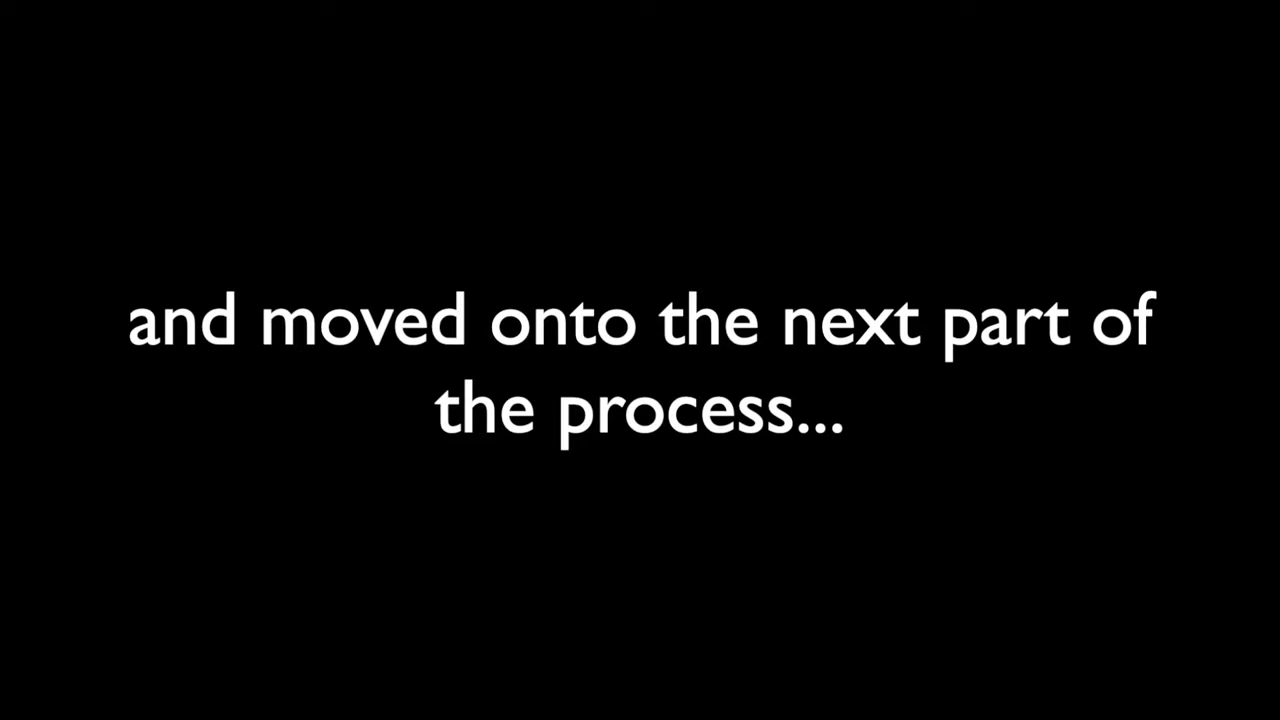 and moved onto the next part of
the process...